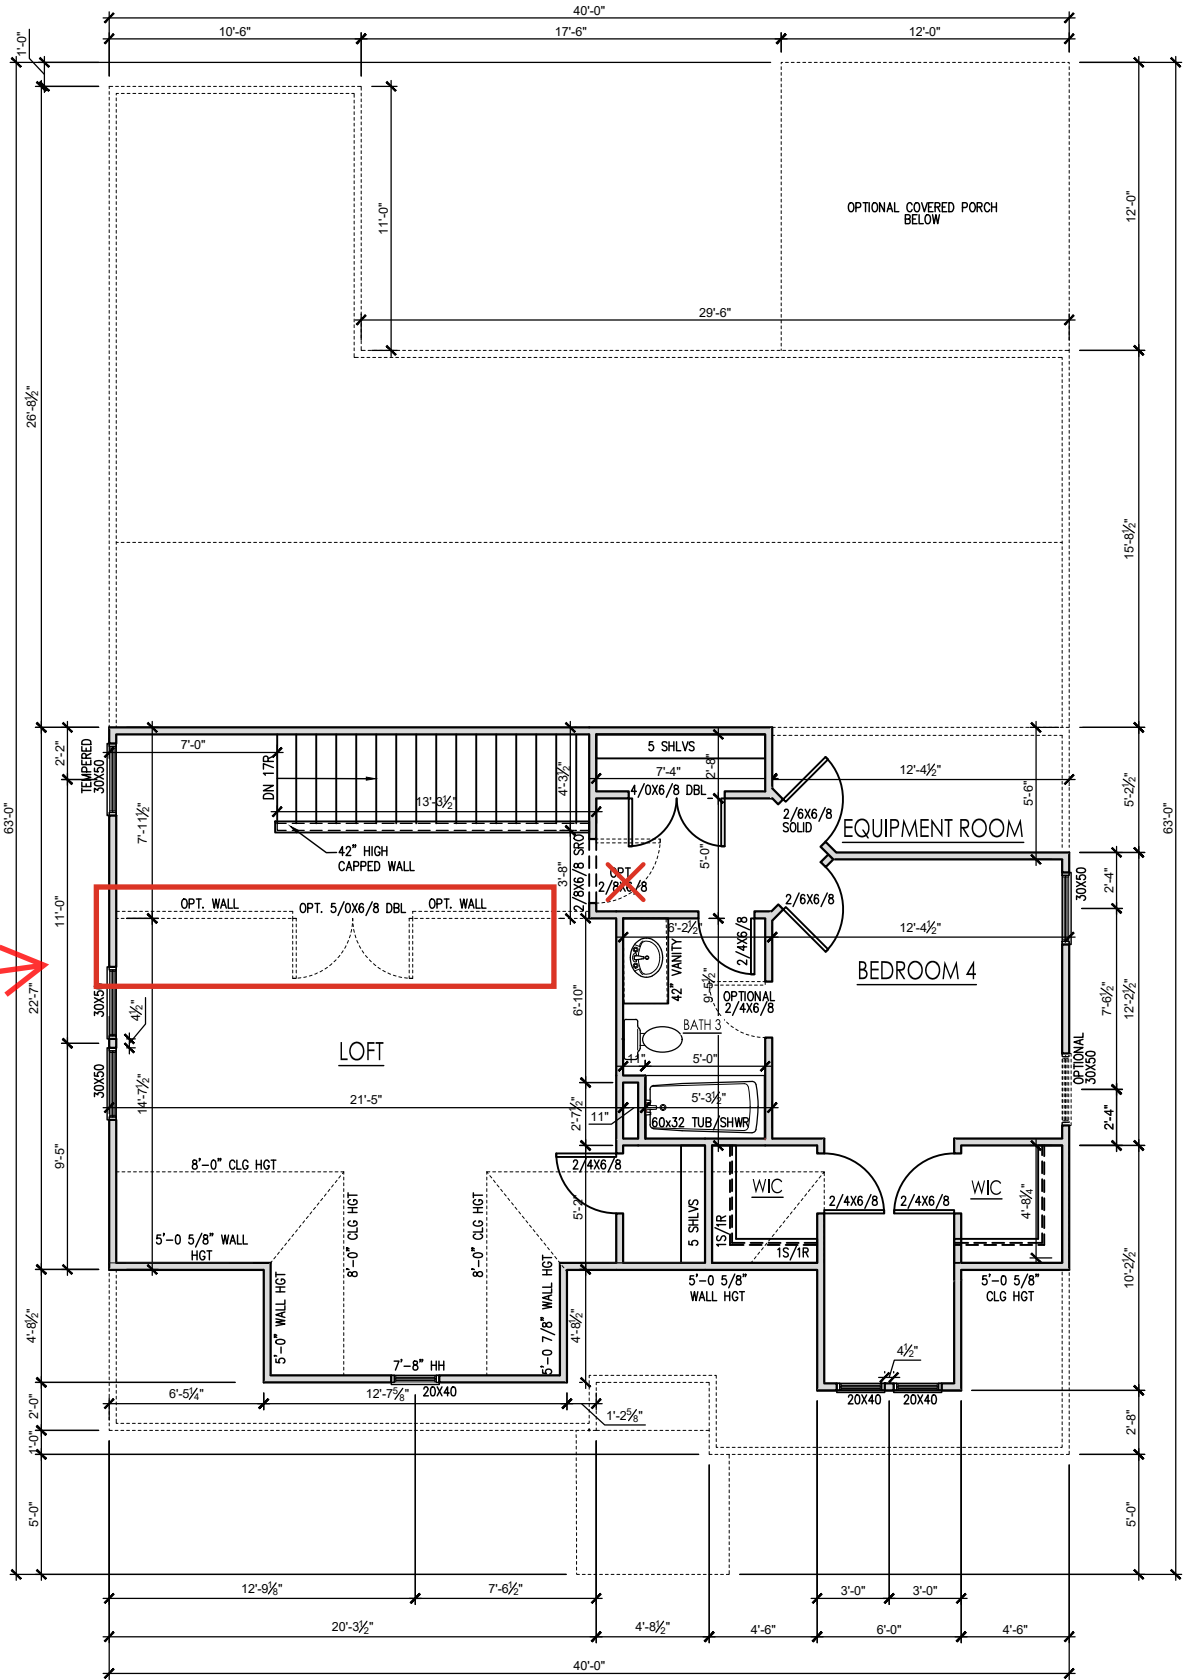 40'-0"
10'-6"
17'-6"
12'-0"
1'-0"
11'-0"
OPTIONAL COVERED PORCH
BELOW
12'-0"
29'-6"
26'-8½"
15'-8½"
63'-0"
63'-0"
2'-2"
TEMPERED
30X50
7'-0"
DN 17R
13'-3½"
4'-3½"
5 SHLVS
7'-4"
2'-8"
4/0X6/8 DBL
12'-4½"
5'-6"
5'-2½"
2/6X6/8
SOLID
EQUIPMENT ROOM
7'-11½"
42" HIGH
CAPPED WALL
3'-8"
2/8X6/8 SRO
OPT
2/8X6/8
5'-0"
11'-0"
OPT. WALL
OPT. 5/0X6/8 DBL
OPT. WALL
2/6X6/8
30X50
2'-4"
6'-2½"
2/4X6/8
12'-4½"
42" VANITY
9'-5½"
BEDROOM 4
22'-7"
30X50
4½"
6'-10"
OPTIONAL
2/4X6/8
BATH 3
7'-6½"
12'-2½"
LOFT
11"
5'-0"
OPTIONAL
30X50
30X50
14'-7½"
21'-5"
2'-7½"
11"
5'-3½"
60x32 TUB/SHWR
2'-4"
9'-5"
8'-0" CLG HGT
2/4X6/8
5'-2"
5 SHLVS
WIC
1S/1R
2/4X6/8
2/4X6/8
WIC
4'-8¼"
5'-0 5/8" WALL
HGT
8'-0" CLG HGT
8'-0" CLG HGT
1S/1R
5'-0 5/8"
WALL HGT
5'-0 5/8"
CLG HGT
10'-2½"
4'-8½"
5'-0" WALL HGT
5'-0 7/8" WALL HGT
4'-8½"
7'-8" HH
20X40
4½"
20X40
20X40
6'-5¼"
12'-7⅝"
1'-2⅝"
2'-0"
1'-0"
2'-8"
5'-0"
5'-0"
12'-9⅛"
7'-6½"
3'-0"
3'-0"
20'-3½"
4'-8½"
4'-6"
6'-0"
4'-6"
40'-0"